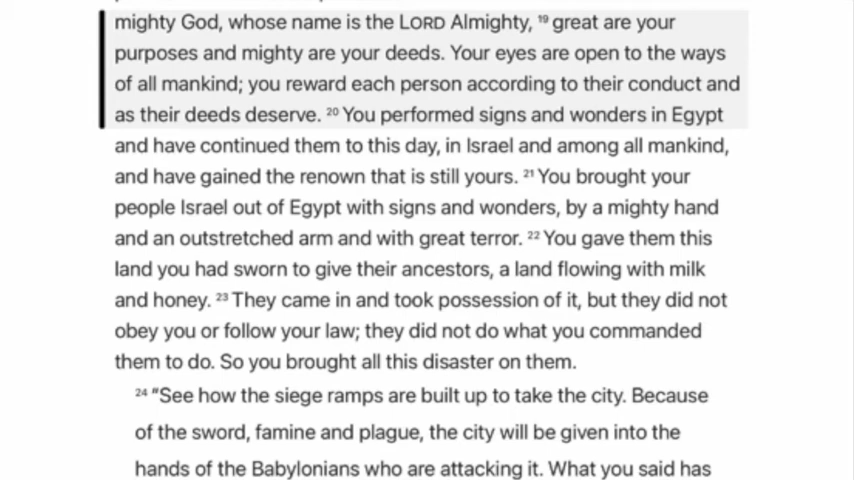 mighty God, whose name is the LORD Almighty, 19 great are your
purposes and mighty are your deeds. Your eyes are open to the ways
of all mankind; you reward each person according to their conduct and
as their deeds deserve. 20 You performed signs and wonders in Egypt
and have continued them to this day, in Israel and among all mankind,
and have gained the renown that is still yours. 21 You brought your
people Israel out of Egypt with signs and wonders, by a mighty hand
and an outstretched arm and with great terror. 22 You gave them this
land you had sworn to give their ancestors, a land flowing with milk
and honey. 23 They came in and took possession of it, but they did not
obey you or follow your law; they did not do what you commanded
them to do. So you brought all this disaster on them.
24 “See how the siege ramps are built up to take the city. Because
of the sword, famine and plague, the city will be given into the
hands of the Babylonians who are attacking it. What you said has